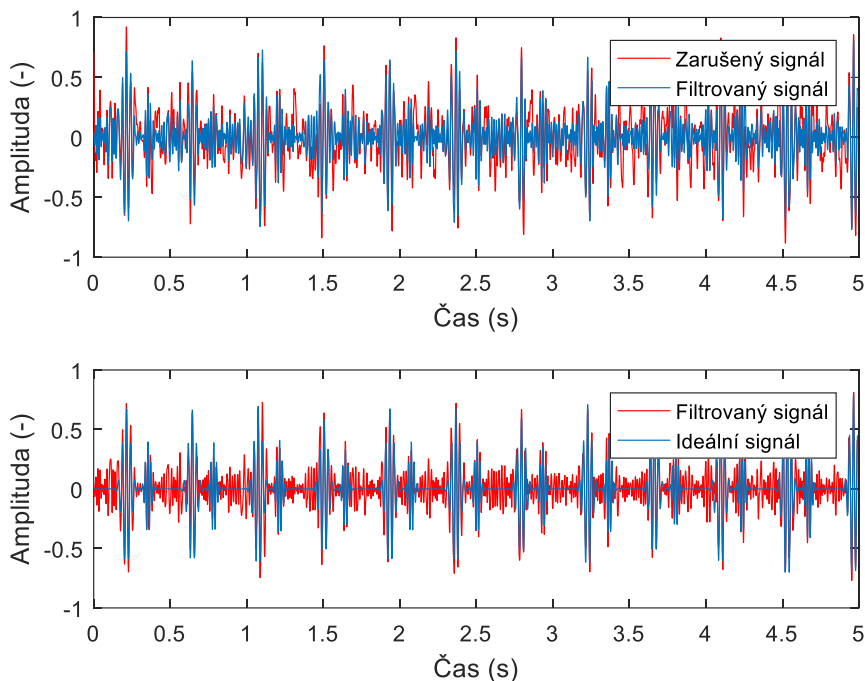 1
0.5
0
-0.5
-1
Amplituda (-)
Zarušený signál
Filtrovaný signál
0 0.5 1 1.5 2 2.5 3 3.5 4 4.5 5
Čas (s)
1
0.5
0
-0.5
-1
Amplituda (-)
Filtrovaný signál
Ideální signál
0 0.5 1 1.5 2 2.5 3 3.5 4 4.5 5
Čas (s)